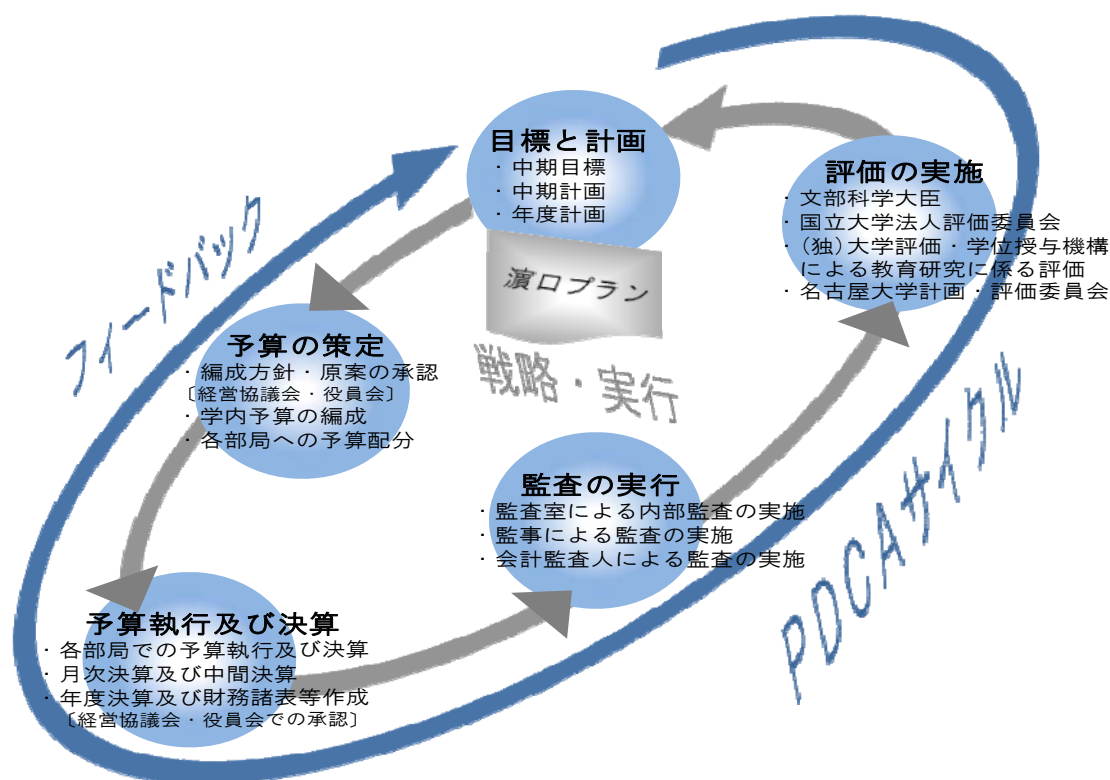 目標と計画
・中期目標
・中期計画
・年度計画
濱口プラン
戦略・実行
評価の実施
・文部科学大臣
・国立大学法人評価委員会
・(独)大学評価・学位授与機構
による教育研究に係る評価
・名古屋大学計画・評価委員会
フィードバック
予算の策定
・編成方針・原案の承認
〔経営協議会・役員会〕
・学内予算の編成
・各部局への予算配分
監査の実行
・監査室による内部監査の実施
・監事による監査の実施
・会計監査人による監査の実施
PDCAサイクル
予算執行及び決算
・各部局での予算執行及び決算
・月次決算及び中間決算
・年度決算及び財務諸表等作成
〔経営協議会・役員会での承認〕